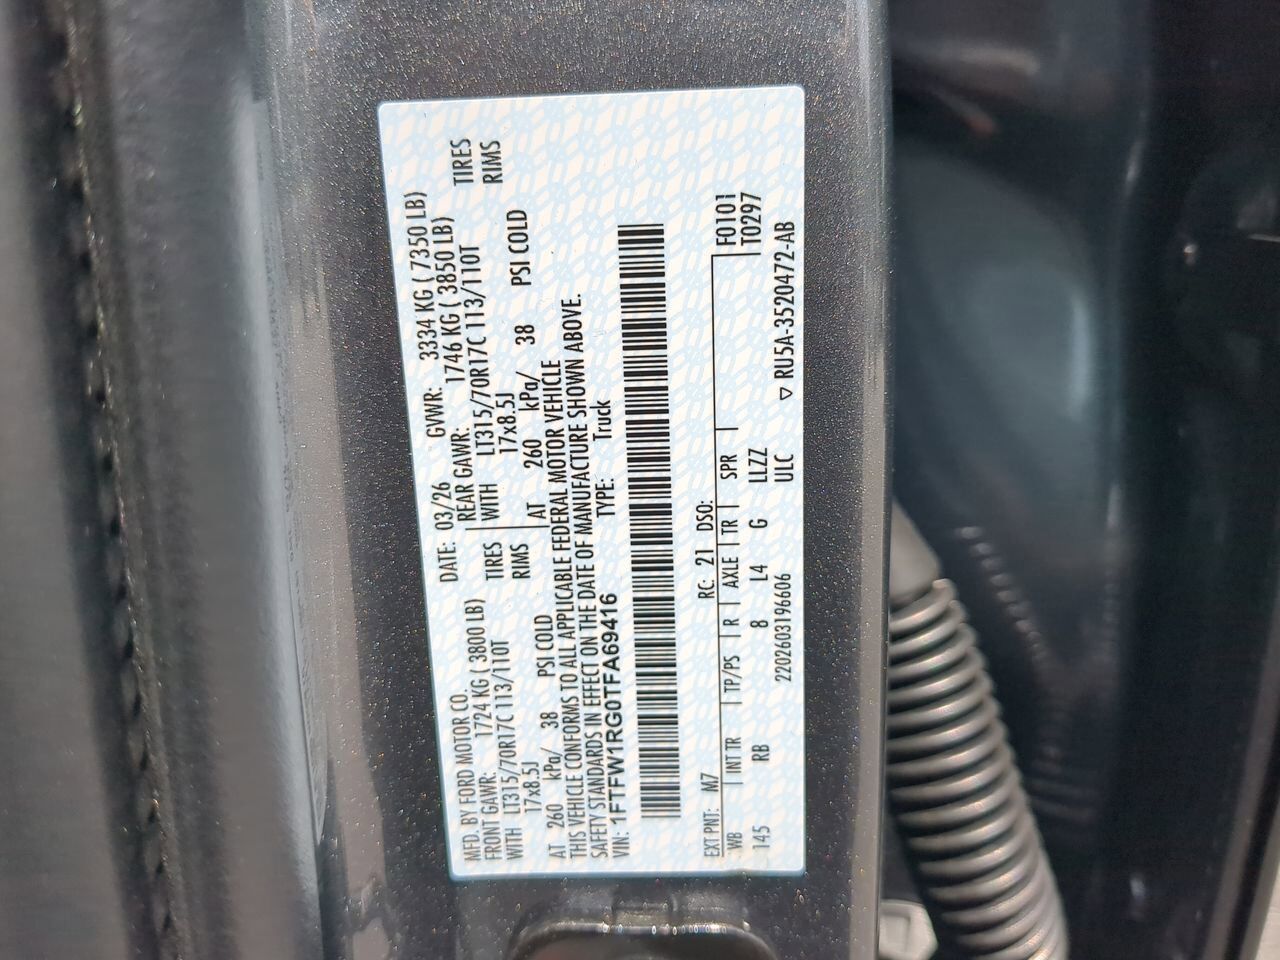 MFD. BY FORD MOTOR CO. DATE: 03/26 GVWR: 3334 KG ( 7350 LB)
FRONT GAWR: 1724 KG ( 3800 LB) REAR GAWR: 1746 KG ( 3850 LB)
WITH LT315/70R17C 113/110T TIRES WITH LT315/70R17C 113/110T TIRES
17x8.5J RIMS 17x8.5J RIMS
AT 260 kPa/ 38 PSI COLD AT 260 kPa/ 38 PSI COLD
THIS VEHICLE CONFORMS TO ALL APPLICABLE FEDERAL MOTOR VEHICLE
SAFETY STANDARDS IN EFFECT ON THE DATE OF MANUFACTURE SHOWN ABOVE.
VIN: 1FTFW1RG0TFA69416 TYPE: Truck
EXT PNT: M7 RC: 21 DSO: F0101
WB INT TR TP/PS R AXLE TR SPR T0297
145 RB 8 L4 G LLZZ
2202603196606 ULC ▽ RU5A-3520472-AB